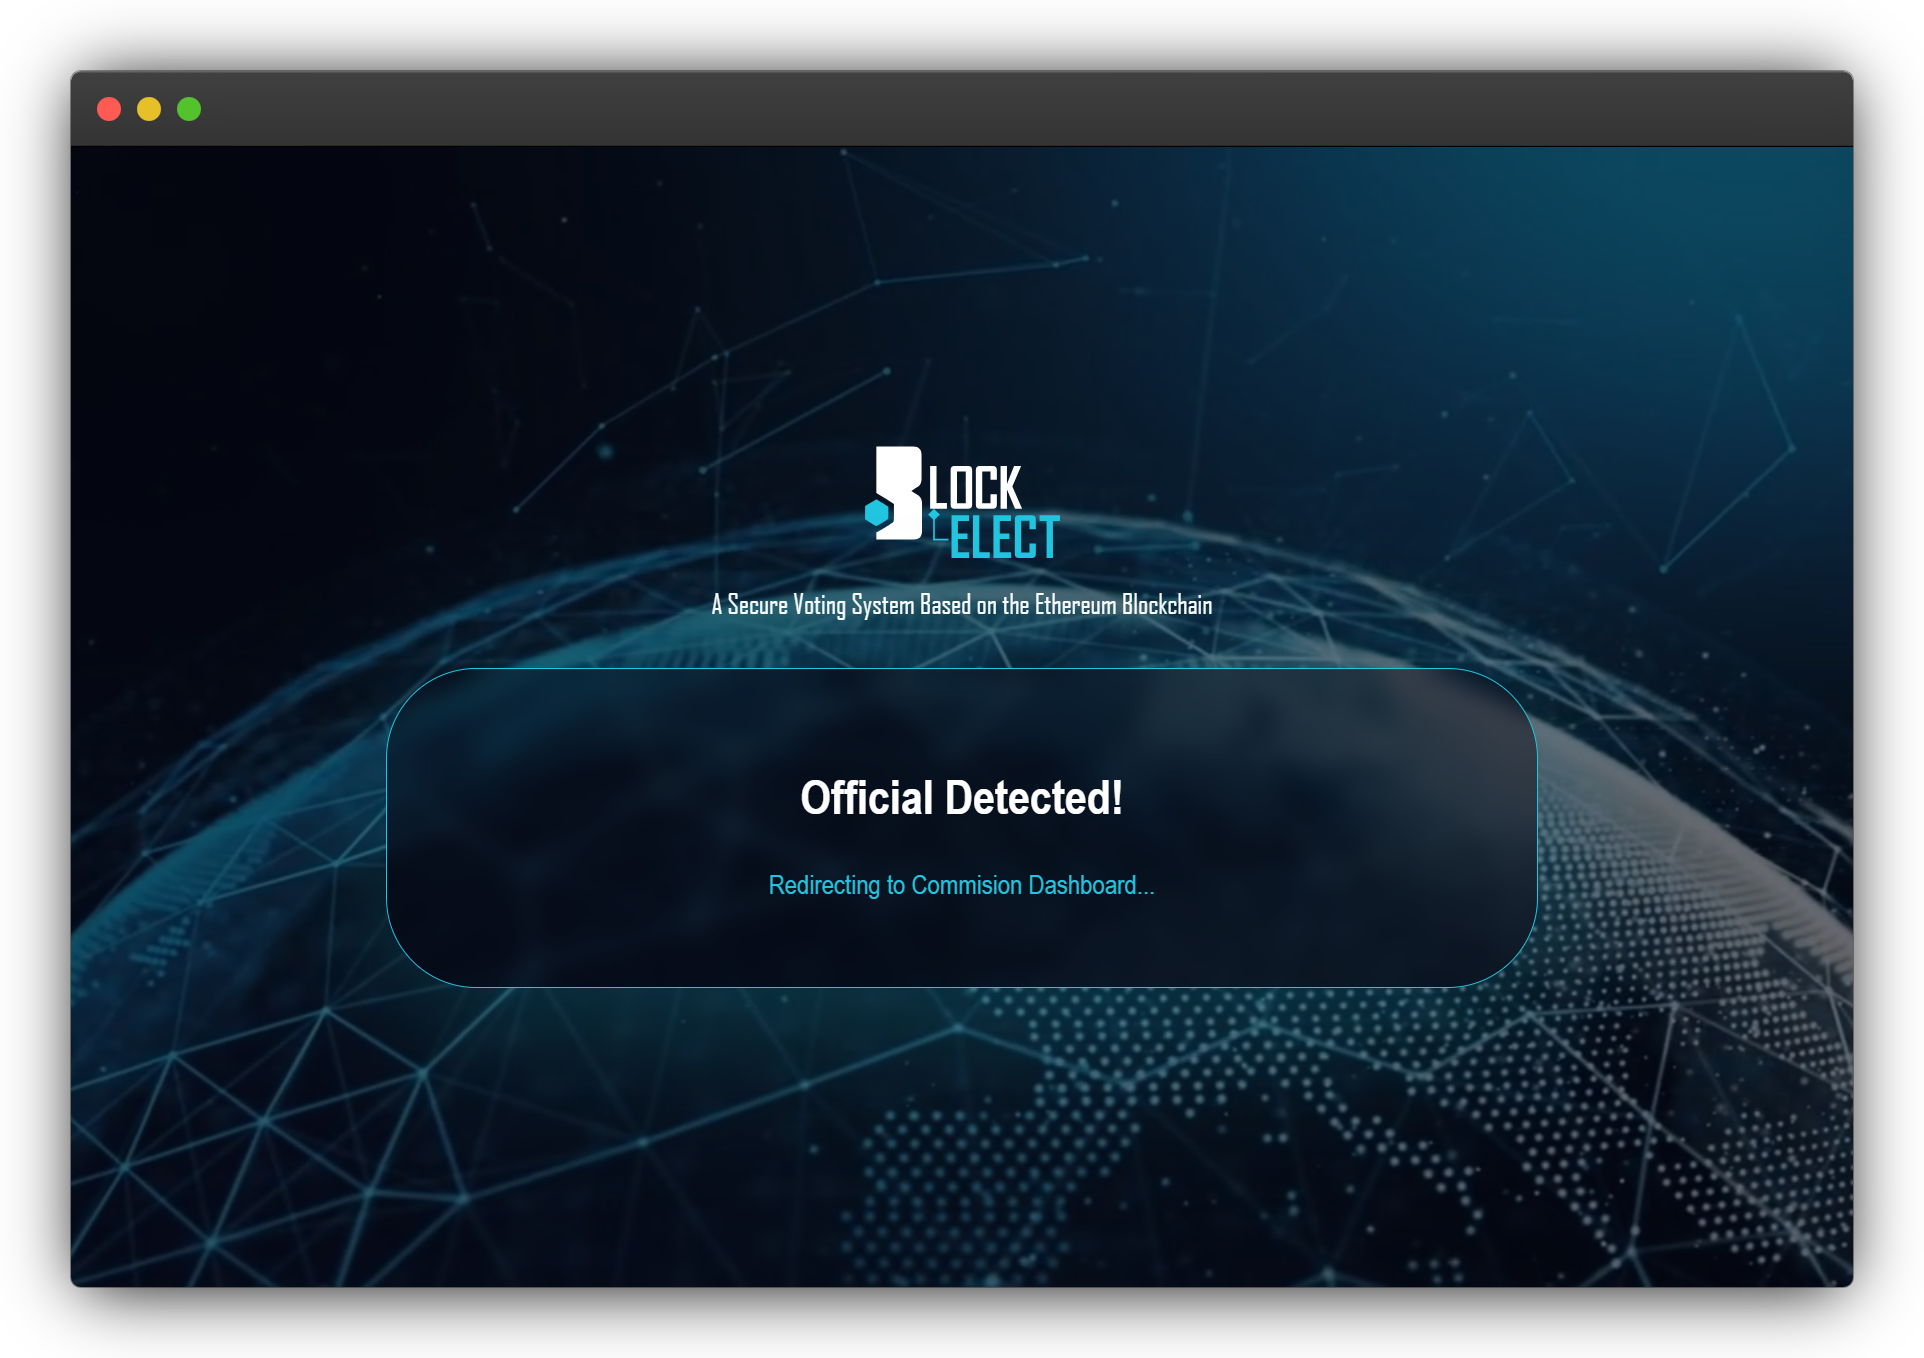 BLOCK
ELECT
A Secure Voting System Based on the Ethereum Blockchain
Official Detected!
Redirecting to Commision Dashboard...